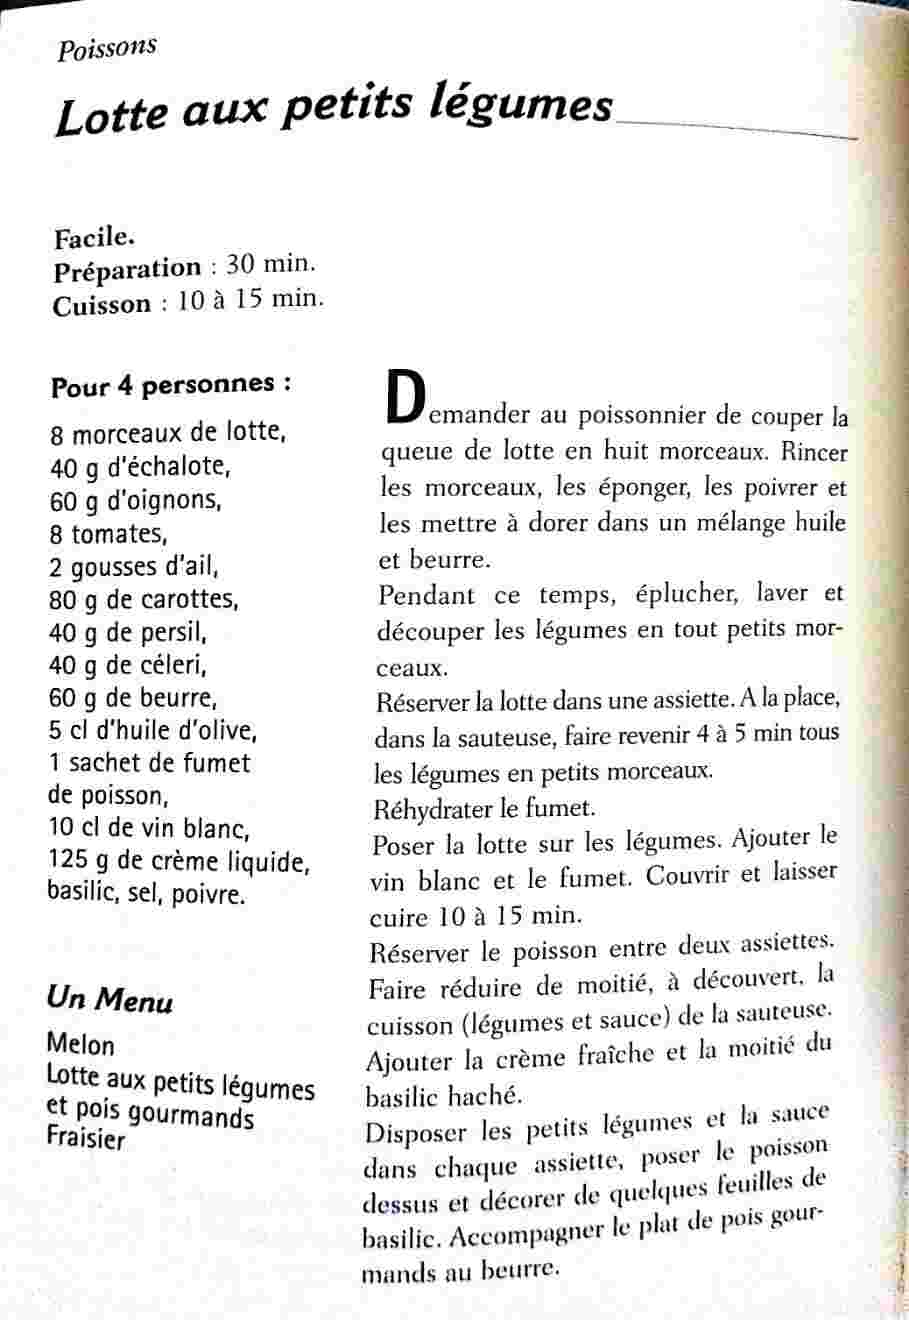 Poissons
Lotte aux petits légumes
Facile.
Préparation : 30 min.
Cuisson : 10 à 15 min.
Pour 4 personnes :
8 morceaux de lotte,
40 g d'échalote,
60 g d'oignons,
8 tomates,
2 gousses d'ail,
80 g de carottes,
40 g de persil,
40 g de céleri,
60 g de beurre,
5 cl d'huile d'olive,
1 sachet de fumet
de poisson,
10 cl de vin blanc,
125 g de crème liquide,
basilic, sel, poivre.
Un Menu
Melon
Lotte aux petits légumes
et pois gourmands
Fraisier
Demander au poissonnier de couper la
queue de lotte en huit morceaux. Rincer
les morceaux, les éponger, les poivrer et
les mettre à dorer dans un mélange huile
et beurre.
Pendant ce temps, éplucher, laver et
découper les légumes en tout petits mor-
ceaux.
Réserver la lotte dans une assiette. A la place,
dans la sauteuse, faire revenir 4 à 5 min tous
les légumes en petits morceaux.
Réhydrater le fumet.
Poser la lotte sur les légumes. Ajouter le
vin blanc et le fumet. Couvrir et laisser
cuire 10 à 15 min.
Réserver le poisson entre deux assiettes.
Faire réduire de moitié, à découvert, la
cuisson (légumes et sauce) de la sauteuse.
Ajouter la crème fraîche et la moitié du
basilic haché.
Disposer les petits légumes et la sauce
dans chaque assiette, poser le poisson
dessus et décorer de quelques feuilles de
basilic. Accompagner le plat de pois gour-
mands au beurre.